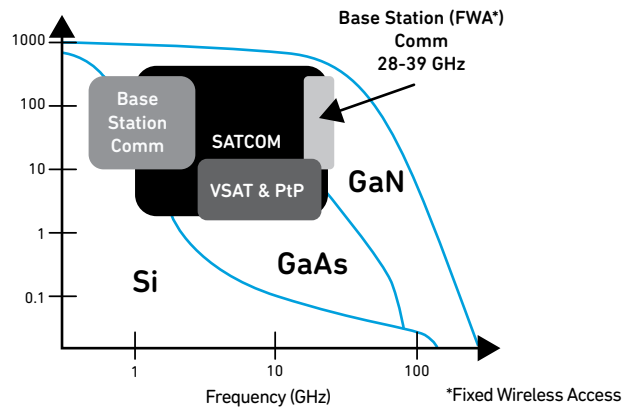 Base Station (FWA*)
Comm
28-39 GHz
1000
100
10
1
0.1
Base
Station
Comm
SATCOM
VSAT & PtP
GaN
GaAs
Si
1
10
100
Frequency (GHz)
*Fixed Wireless Access